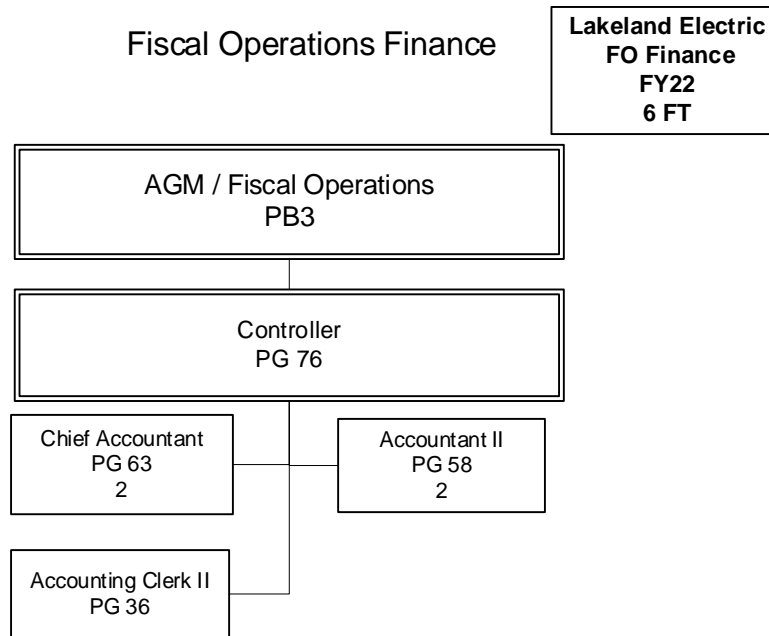 Fiscal Operations Finance
Lakeland Electric
FO Finance
FY22
6 FT
AGM / Fiscal Operations
PB3
Controller
PG 76
Chief Accountant
PG 63
2
Accountant II
PG 58
2
Accounting Clerk II
PG 36